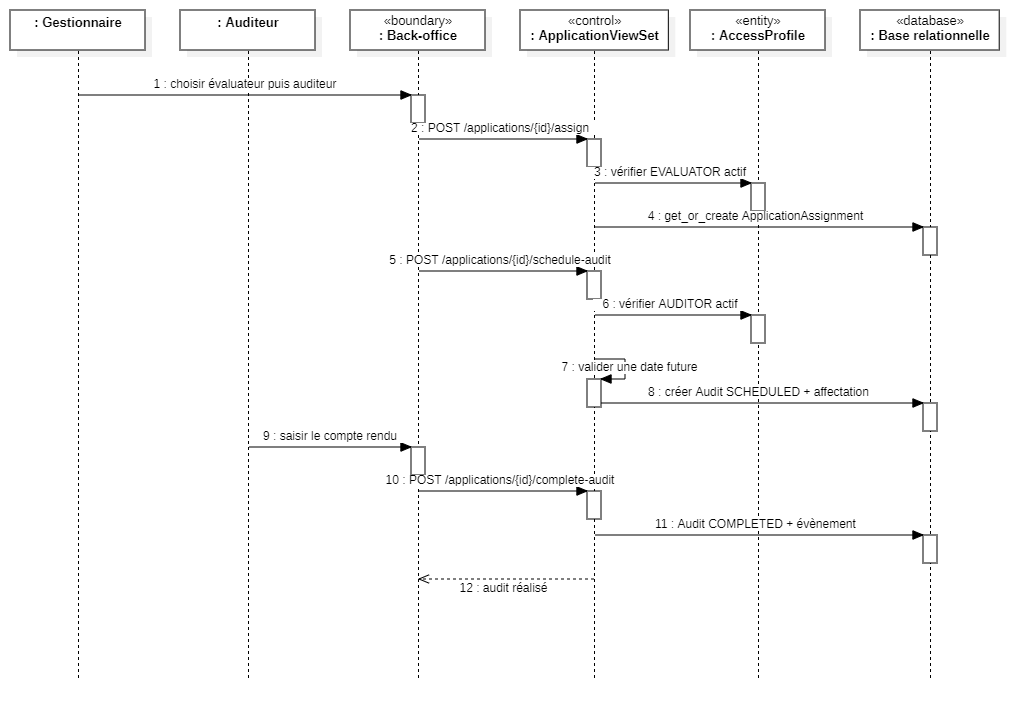 : Gestionnaire
: Auditeur
«boundary»
: Back-office
«control»
: ApplicationViewSet
«entity»
: AccessProfile
«database»
: Base relationnelle
1 : choisir évaluateur puis auditeur
2 : POST /applications/{id}/assign
3 : vérifier EVALUATOR actif
4 : get_or_create ApplicationAssignment
5 : POST /applications/{id}/schedule-audit
6 : vérifier AUDITOR actif
7 : valider une date future
8 : créer Audit SCHEDULED + affectation
9 : saisir le compte rendu
10 : POST /applications/{id}/complete-audit
11 : Audit COMPLETED + évènement
12 : audit réalisé